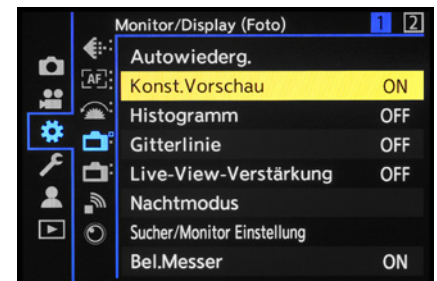 Monitor/Display (Foto) 1 2
Autowiederg.
AF
Konst.Vorschau ON
Histogramm OFF
Gitterlinie OFF
Live-View-Verstärkung OFF
Nachtmodus
Sucher/Monitor Einstellung
Bel.Messer ON